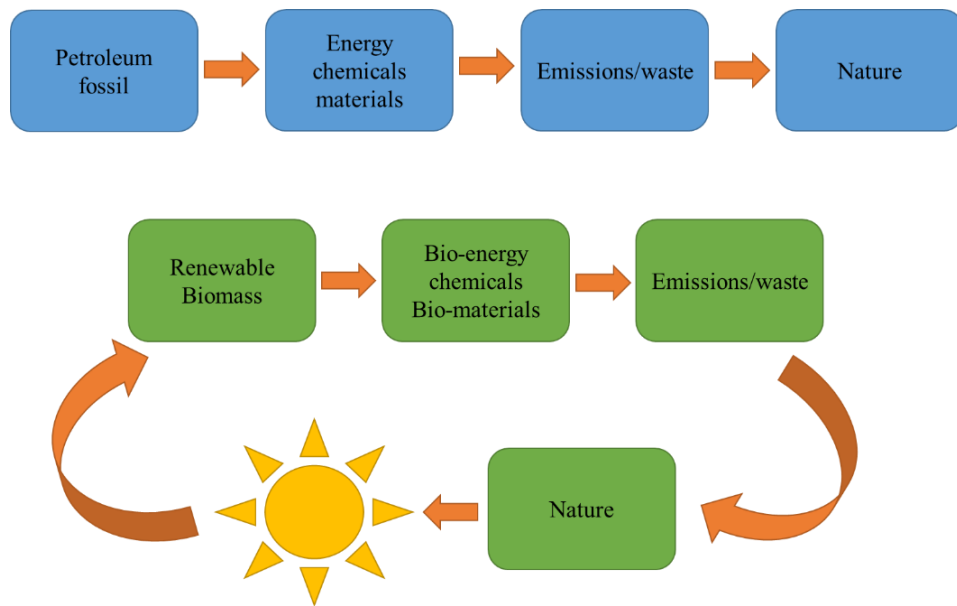 Petroleum
fossil
Energy
chemicals
materials
Emissions/waste
Nature
Renewable
Biomass
Bio-energy
chemicals
Bio-materials
Emissions/waste
Nature